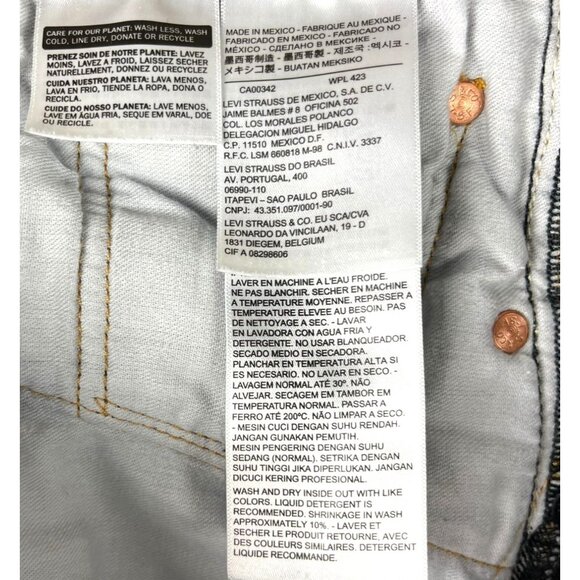 CARE FOR OUR PLANET: WASH LESS, WASH
COLD, LINE DRY, DONATE OR RECYCLE
PRENEZ SOIN DE NOTRE PLANETE: LAVEZ
MOINS, LAVEZ A FROID, LAISSEZ SECHER
NATURELLEMENT, DONNEZ OU RECYCLEZ
CUIDA NUESTRO PLANETA: LAVA MENOS,
LAVA EN FRÍO, TIENDE LA ROPA, DONA O
RECICLA
CUIDE DO NOSSO PLANETA: LAVE MENOS,
LAVE EM ÁGUA FRIA, SEQUE EM VARAL, DOE
OU RECICLE
MADE IN MEXICO • FABRIQUE AU MEXIQUE •
FABRICADO EN MEXICO • FABRICADO NO
MÉXICO • СДЕЛАНО В МЕКСИКЕ •
墨西哥制造 • 墨西哥製 • 제조국 :멕시코 •
メキシコ製 • BUATAN MEKSIKO
CA00342 WPL 423
LEVI STRAUSS DE MEXICO, S.A. DE C.V.
JAIME BALMES # 8 OFICINA 502
COL. LOS MORALES POLANCO
DELEGACION MIGUEL HIDALGO
C.P. 11510 MEXICO D.F.
R.F.C. LSM 660818 M-98 C.N.I.V. 3337
LEVI STRAUSS DO BRASIL
AV. PORTUGAL, 400
06990-110
ITAPEVI – SAO PAULO BRASIL
CNPJ: 43.351.097/0001-90
LEVI STRAUSS & CO. EU SCA/CVA
LEONARDO DA VINCILAAN, 19 - D
1831 DIEGEM, BELGIUM
CIF A 08298606
LAVER EN MACHINE A L'EAU FROIDE.
NE PAS BLANCHIR. SECHER EN MACHINE
A TEMPERATURE MOYENNE. REPASSER A
TEMPERATURE ELEVEE AU BESOIN. PAS
DE NETTOYAGE A SEC. - LAVAR
EN LAVADORA CON AGUA FRIA Y
DETERGENTE. NO USAR BLANQUEADOR.
SECADO MEDIO EN SECADORA.
PLANCHAR EN TEMPERATURA ALTA SI
ES NECESARIO. NO LAVAR EN SECO. -
LAVAGEM NORMAL ATÉ 30º. NÃO
ALVEJAR. SECAGEM EM TAMBOR EM
TEMPERATURA NORMAL. PASSAR A
FERRO ATÉ 200ºC. NÃO LIMPAR A SECO.
- MESIN CUCI DENGAN SUHU RENDAH.
JANGAN GUNAKAN PEMUTIH.
MESIN PENGERING DENGAN SUHU
SEDANG (NORMAL). SETRIKA DENGAN
SUHU TINGGI JIKA DIPERLUKAN. JANGAN
DICUCI KERING PROFESIONAL.
WASH AND DRY INSIDE OUT WITH LIKE
COLORS. LIQUID DETERGENT IS
RECOMMENDED. SHRINKAGE IN WASH
APPROXIMATELY 10%. - LAVER ET
SECHER LE PRODUIT RETOURNE, AVEC
DES COULEURS SIMILAIRES. DETERGENT
LIQUIDE RECOMMANDE.